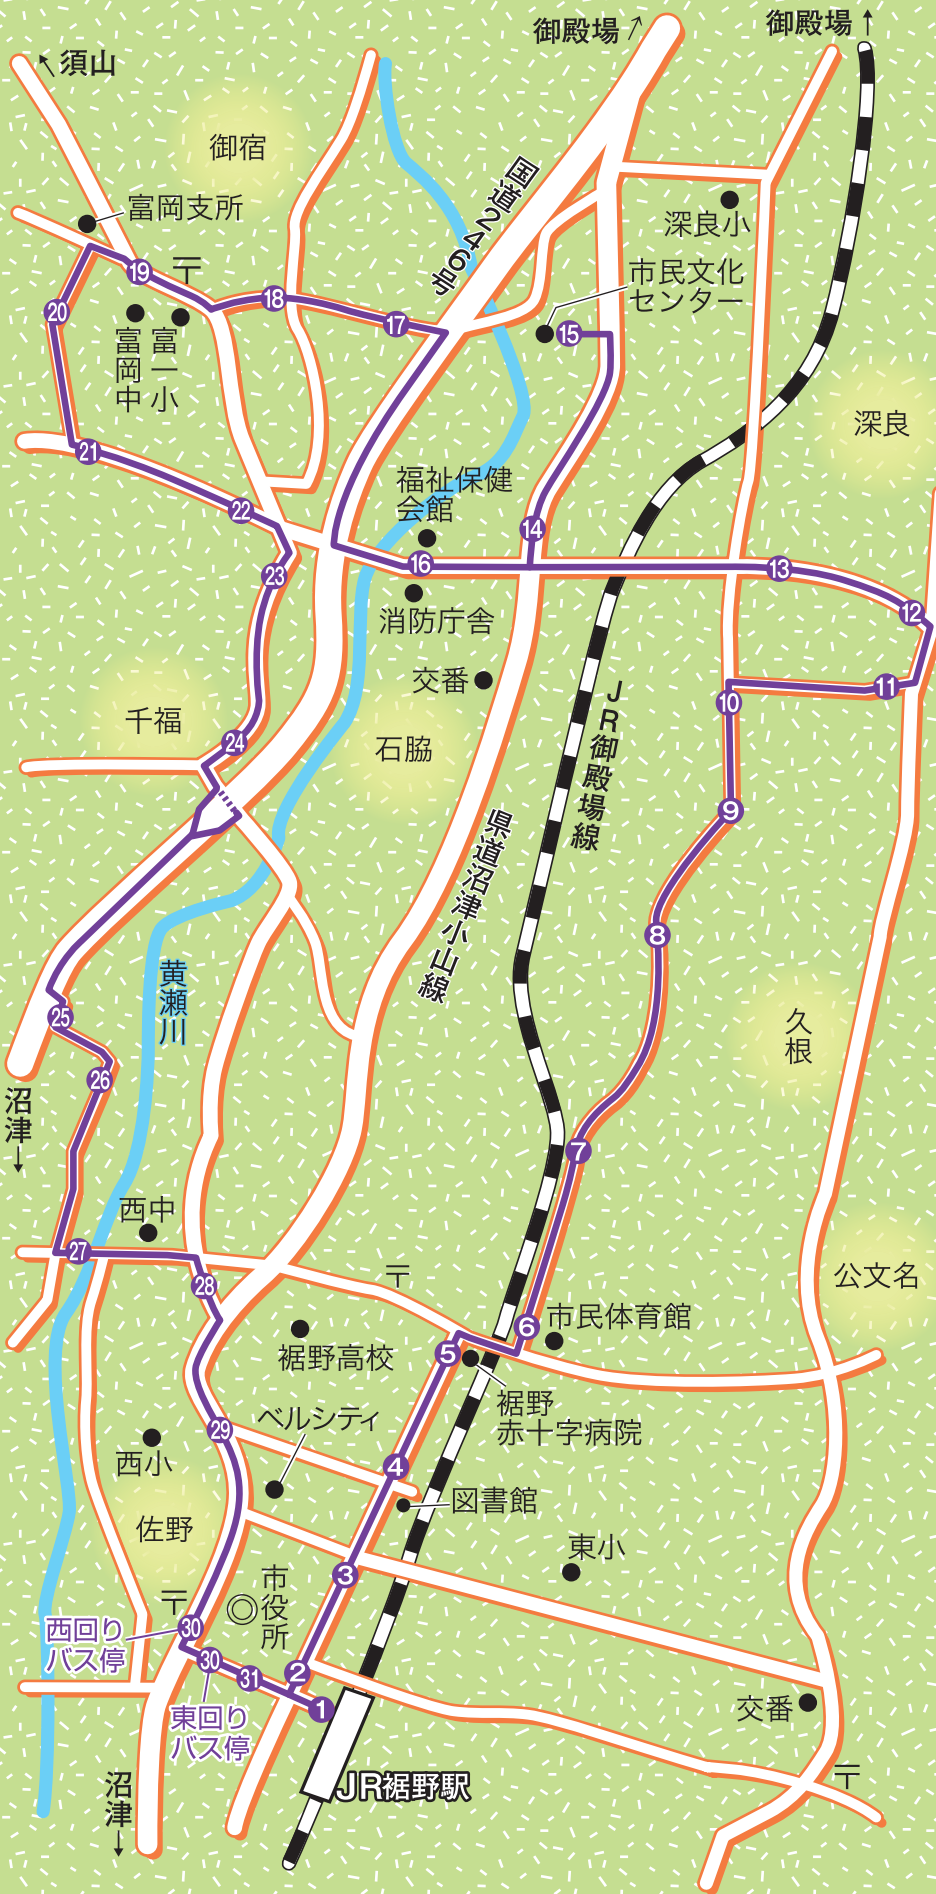 御殿場
御殿場
須山
御宿
富岡支所
国道246号
深良小
市民文化
センター
19
〒
18
17
20
15
富岡中
富一小
深良
21
22
福祉保健
会館
14
16
13
23
12
消防庁舎
交番
11
10
千福
24
石脇
JR御殿場線
9
県道沼津小山線
8
黄瀬川
久根
25
26
沼津
7
西中
27
〒
28
公文名
6
市民体育館
裾野高校
5
裾野
赤十字病院
ベルシティ
29
西小
4
図書館
佐野
東小
3
〒
市役所
30
西回り
バス停
30
31
2
1
東回り
バス停
交番
〒
JR裾野駅
沼津